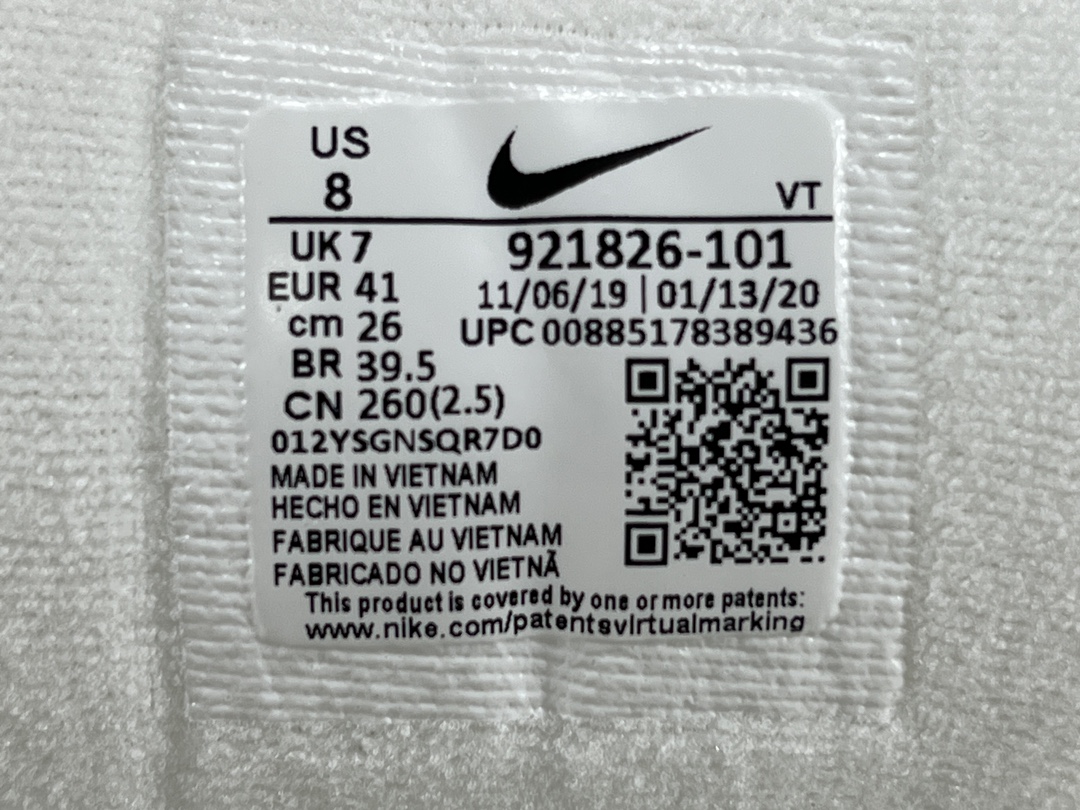 US
8
VT
UK 7
921826-101
EUR 41
11/06/19 | 01/13/20
cm 26
UPC 00885178389436
BR 39.5
CN 260(2.5)
012YSGNSQR7D0
MADE IN VIETNAM
HECHO EN VIETNAM
FABRIQUE AU VIETNAM
FABRICADO NO VIETNÃ
This product is covered by one or more patents:
www.nike.com/patentsvirtualmarking